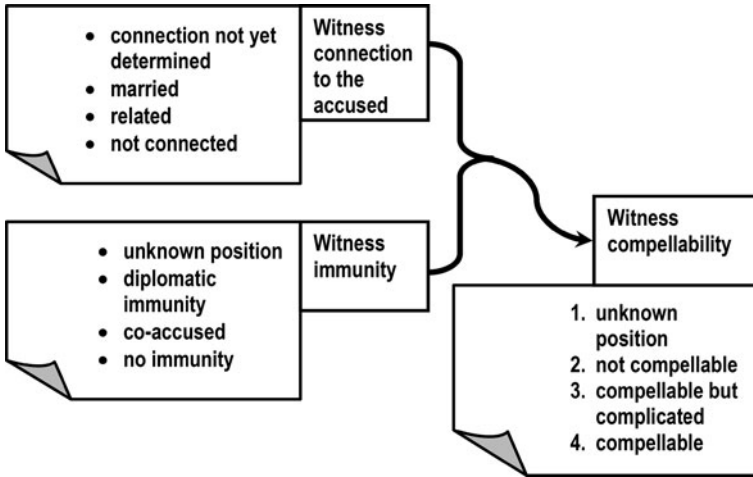 • connection not yet
determined
• married
• related
• not connected
Witness
connection
to the
accused
• unknown position
• diplomatic
immunity
• co-accused
• no immunity
Witness
immunity
Witness
compellability
1. unknown
position
2. not compellable
3. compellable but
complicated
4. compellable